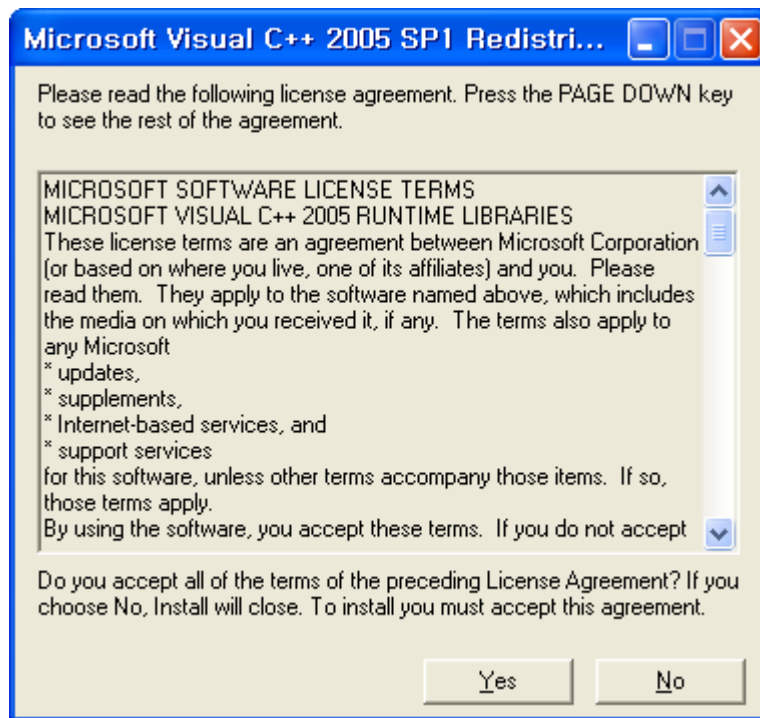 Microsoft Visual C++ 2005 SP1 Redistri...
Please read the following license agreement. Press the PAGE DOWN key
to see the rest of the agreement.
MICROSOFT SOFTWARE LICENSE TERMS
MICROSOFT VISUAL C++ 2005 RUNTIME LIBRARIES
These license terms are an agreement between Microsoft Corporation
(or based on where you live, one of its affiliates) and you.  Please
read them.  They apply to the software named above, which includes
the media on which you received it, if any.  The terms also apply to
any Microsoft
* updates,
* supplements,
* Internet-based services, and
* support services
for this software, unless other terms accompany those items.  If so,
those terms apply.
By using the software, you accept these terms.  If you do not accept
Do you accept all of the terms of the preceding License Agreement? If you
choose No, Install will close. To install you must accept this agreement.
Yes
No